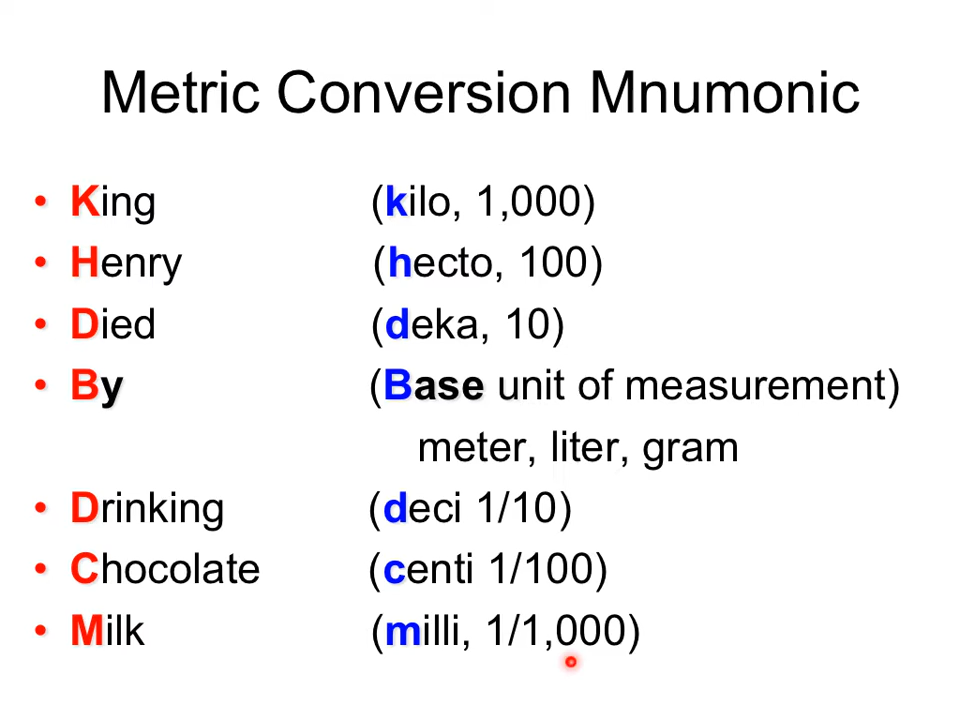 Metric Conversion Mnumonic
• King (kilo, 1,000)
• Henry (hecto, 100)
• Died (deka, 10)
• By (Base unit of measurement)
meter, liter, gram
• Drinking (deci 1/10)
• Chocolate (centi 1/100)
• Milk (milli, 1/1,000)